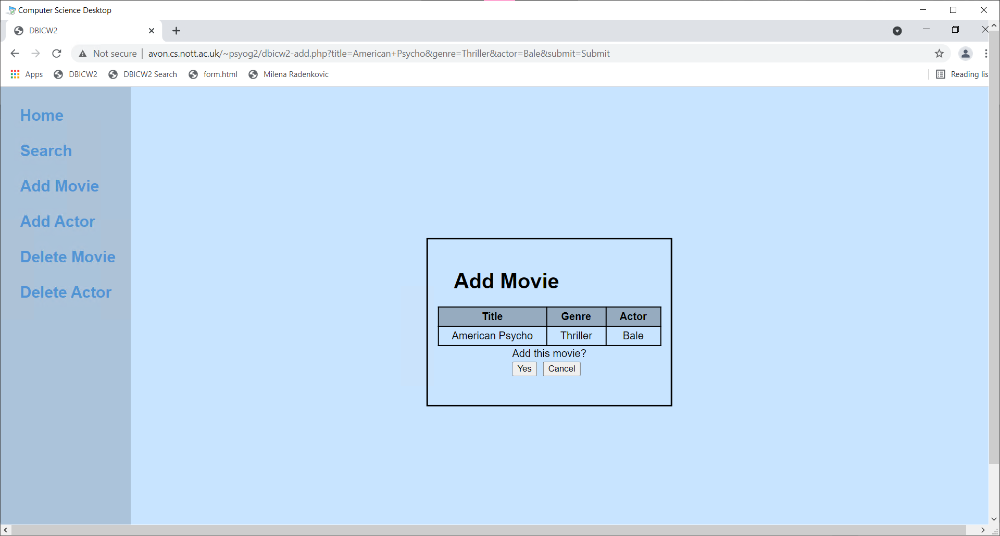 Computer Science Desktop
DBICW2
Not secure | avon.cs.nott.ac.uk/~psyog2/dbicw2-add.php?title=American+Psycho&genre=Thriller&actor=Bale&submit=Submit
Apps DBICW2 DBICW2 Search form.html Milena Radenkovic Reading lis
Home
Search
Add Movie
Add Actor
Delete Movie
Delete Actor
Add Movie
Title Genre Actor
American Psycho Thriller Bale
Add this movie?
Yes Cancel